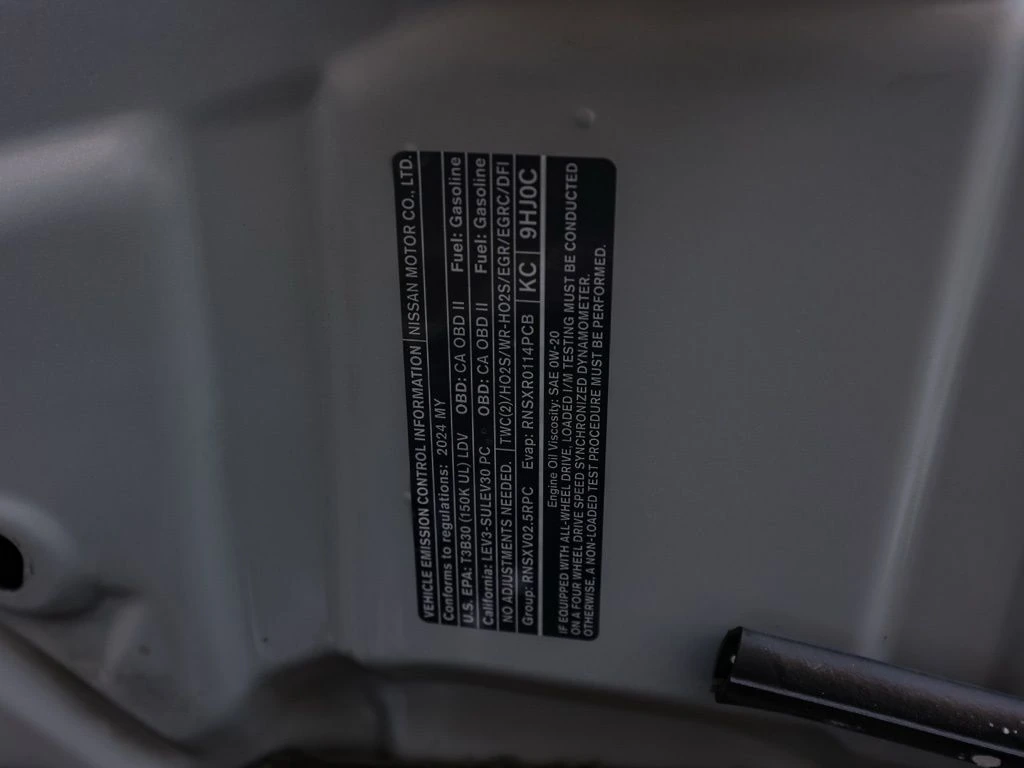 VEHICLE EMISSION CONTROL INFORMATION NISSAN MOTOR CO., LTD.
Conforms to regulations: 2024 MY
U.S. EPA: T3B30 (150K UL) LDV OBD: CA OBD II Fuel: Gasoline
California: LEV3-SULEV30 PC OBD: CA OBD II Fuel: Gasoline
NO ADJUSTMENTS NEEDED. TWC(2)/HO2S/WR-HO2S/EGR/EGRC/DFI
Group: RNSXV02.5RPC Evap: RNSXR0114PCB KC 9HJ0C
Engine Oil Viscosity: SAE 0W-20
IF EQUIPPED WITH ALL-WHEEL DRIVE, LOADED I/M TESTING MUST BE CONDUCTED
ON A FOUR WHEEL DRIVE SPEED SYNCHRONIZED DYNAMOMETER.
OTHERWISE, A NON-LOADED TEST PROCEDURE MUST BE PERFORMED.